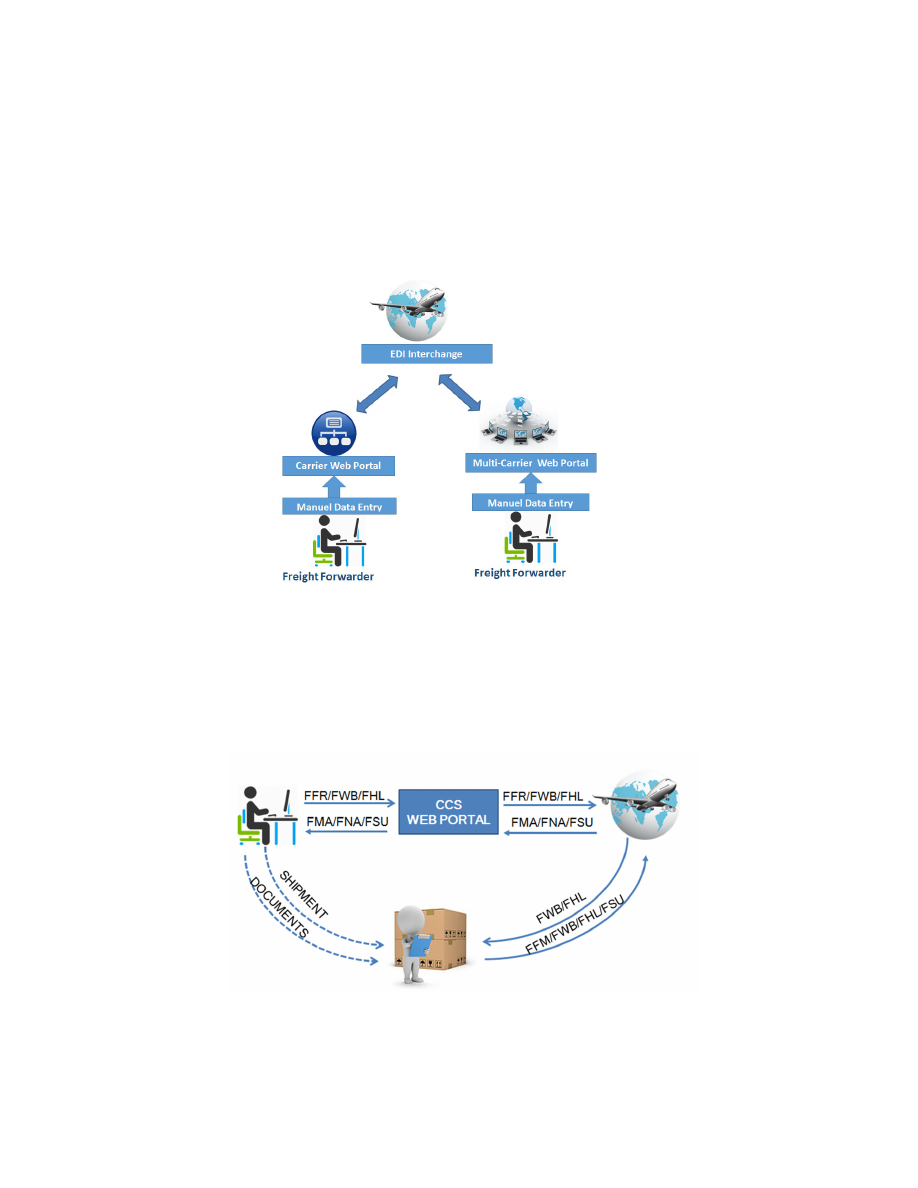 EDI Interchange
Carrier Web Portal
Multi-Carrier Web Portal
Manuel Data Entry
Manuel Data Entry
Freight Forwarder
Freight Forwarder
FFR/FWB/FHL
FFR/FWB/FHL
CCS
WEB PORTAL
FMA/FNA/FSU
FMA/FNA/FSU
SHIPMENT
DOCUMENTS
FWB/FHL
FFM/FWB/FHL/FSU